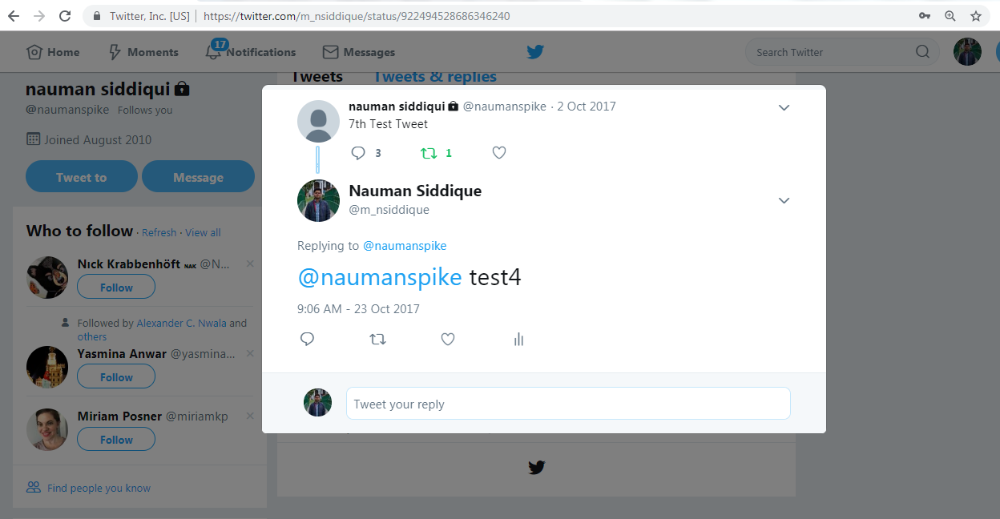 Twitter, Inc. [US] https://twitter.com/m_nsiddique/status/922494528686346240
Home Moments 17 Notifications Messages Search Twitter
nauman siddiqui
@naumanspike Follows you
Joined August 2010
Tweet to Message
Who to follow · Refresh · View all
Nıck Krabbenhöft NAK @N...
Follow
Followed by Alexander C. Nwala and
others
Yasmina Anwar @yasmina...
Follow
Miriam Posner @miriamkp
Follow
Find people you know
Tweets Tweets & replies
nauman siddiqui @naumanspike · 2 Oct 2017
7th Test Tweet
3 1
Nauman Siddique
@m_nsiddique
Replying to @naumanspike
@naumanspike test4
9:06 AM - 23 Oct 2017
Tweet your reply